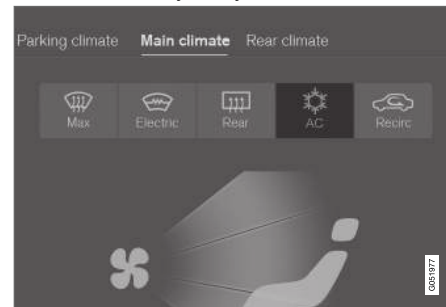 Parking climate Main climate Rear climate
Max Electric Rear AC Recirc
G051977